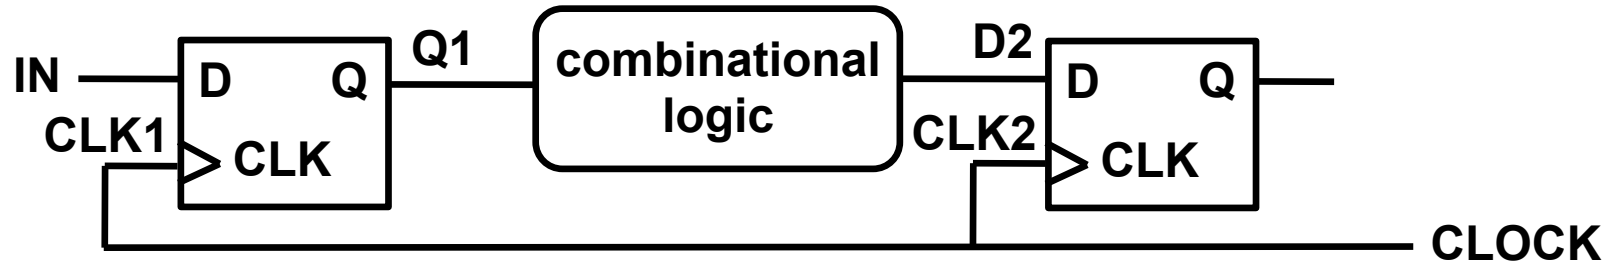 IN
CLK1
D
Q
CLK
Q1
combinational
logic
D2
CLK2
D
Q
CLK
CLOCK